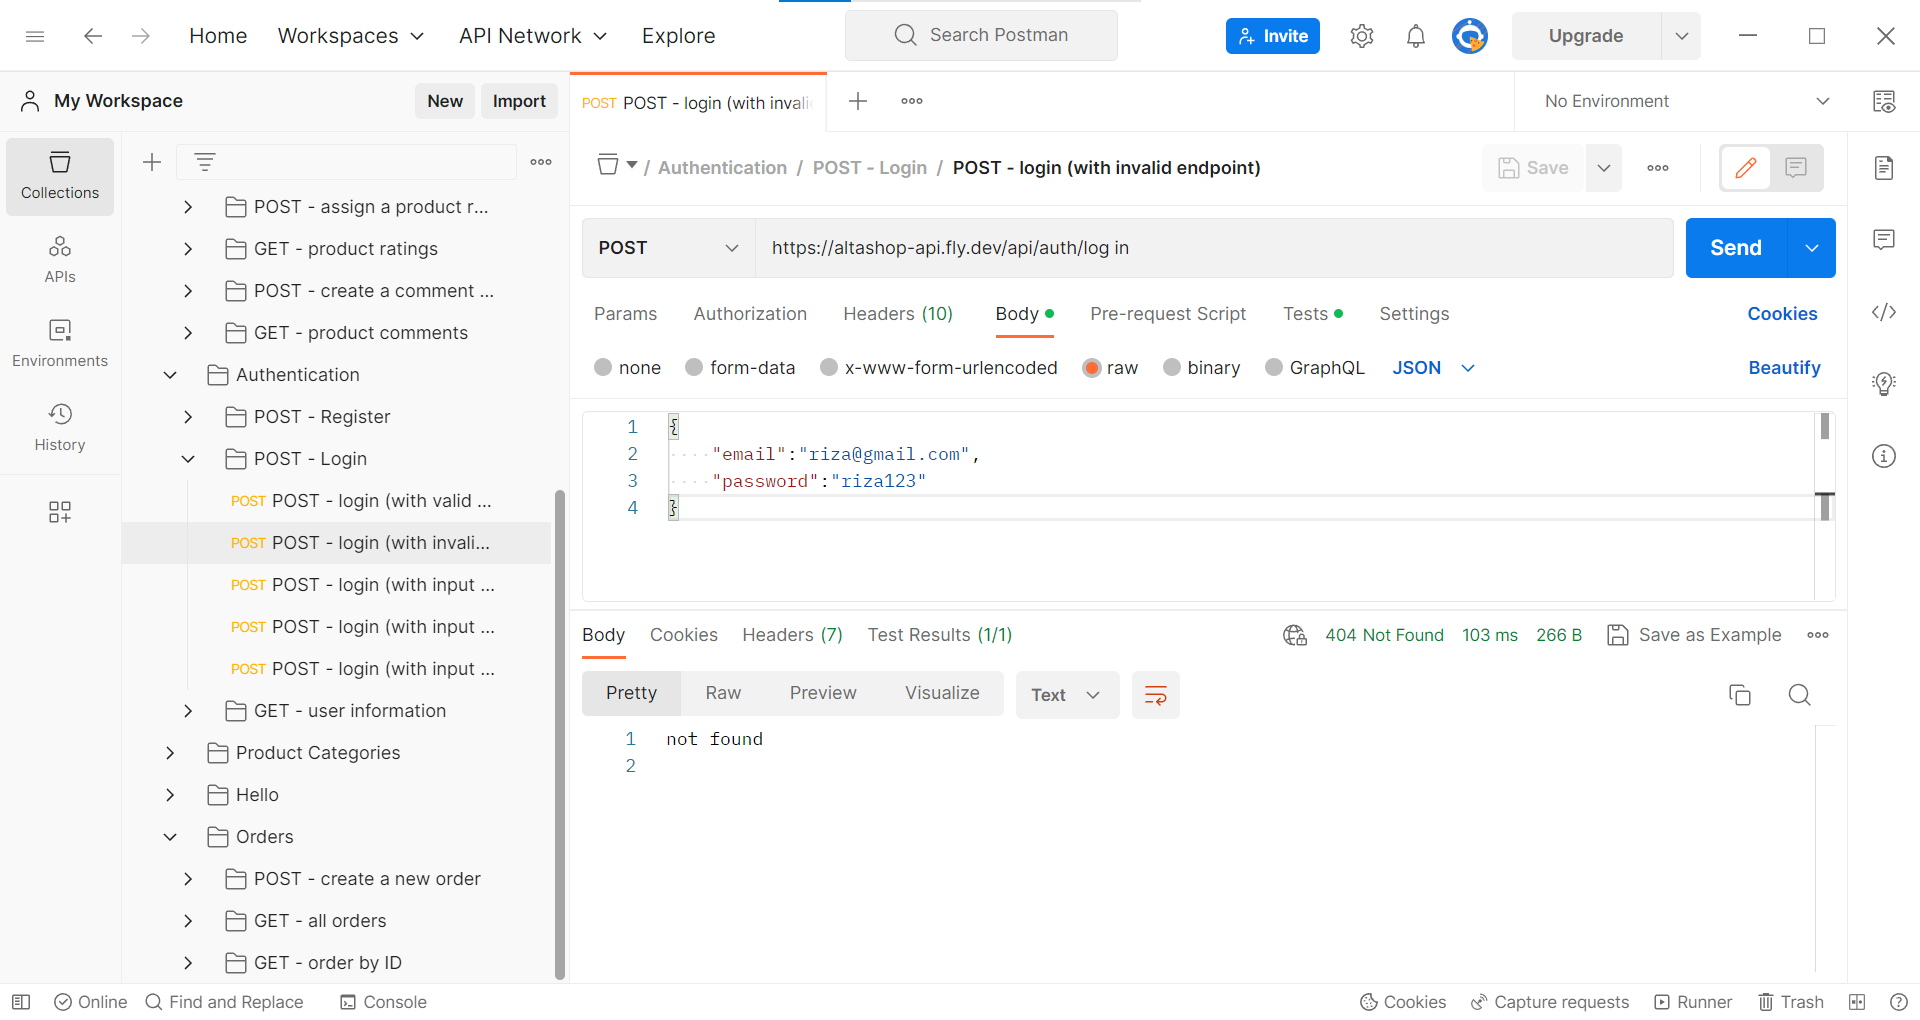 Home Workspaces API Network Explore Search Postman Invite Upgrade
My Workspace New Import
POST POST - login (with invali
No Environment
Collections
APIs
Environments
History
POST - assign a product r...
GET - product ratings
POST - create a comment ...
GET - product comments
Authentication
POST - Register
POST - Login
POST POST - login (with valid ...
POST POST - login (with invali...
POST POST - login (with input ...
POST POST - login (with input ...
POST POST - login (with input ...
GET - user information
Product Categories
Hello
Orders
POST - create a new order
GET - all orders
GET - order by ID
/ Authentication / POST - Login / POST - login (with invalid endpoint) Save
POST https://altashop-api.fly.dev/api/auth/log in Send
Params Authorization Headers (10) Body Pre-request Script Tests Settings Cookies
none form-data x-www-form-urlencoded raw binary GraphQL JSON Beautify
1 {
2 "email":"riza@gmail.com",
3 "password":"riza123"
4 }
Body Cookies Headers (7) Test Results (1/1) 404 Not Found 103 ms 266 B Save as Example
Pretty Raw Preview Visualize Text
1 not found
2
Online Find and Replace Console Cookies Capture requests Runner Trash